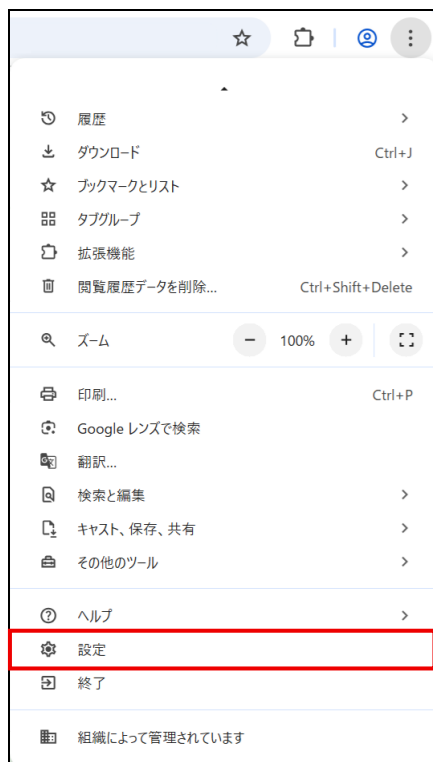 履歴
ダウンロード Ctrl+J
ブックマークとリスト
タブグループ
拡張機能
閲覧履歴データを削除... Ctrl+Shift+Delete
ズーム − 100% +
印刷... Ctrl+P
Google レンズで検索
翻訳...
検索と編集
キャスト、保存、共有
その他のツール
ヘルプ
設定
終了
組織によって管理されています